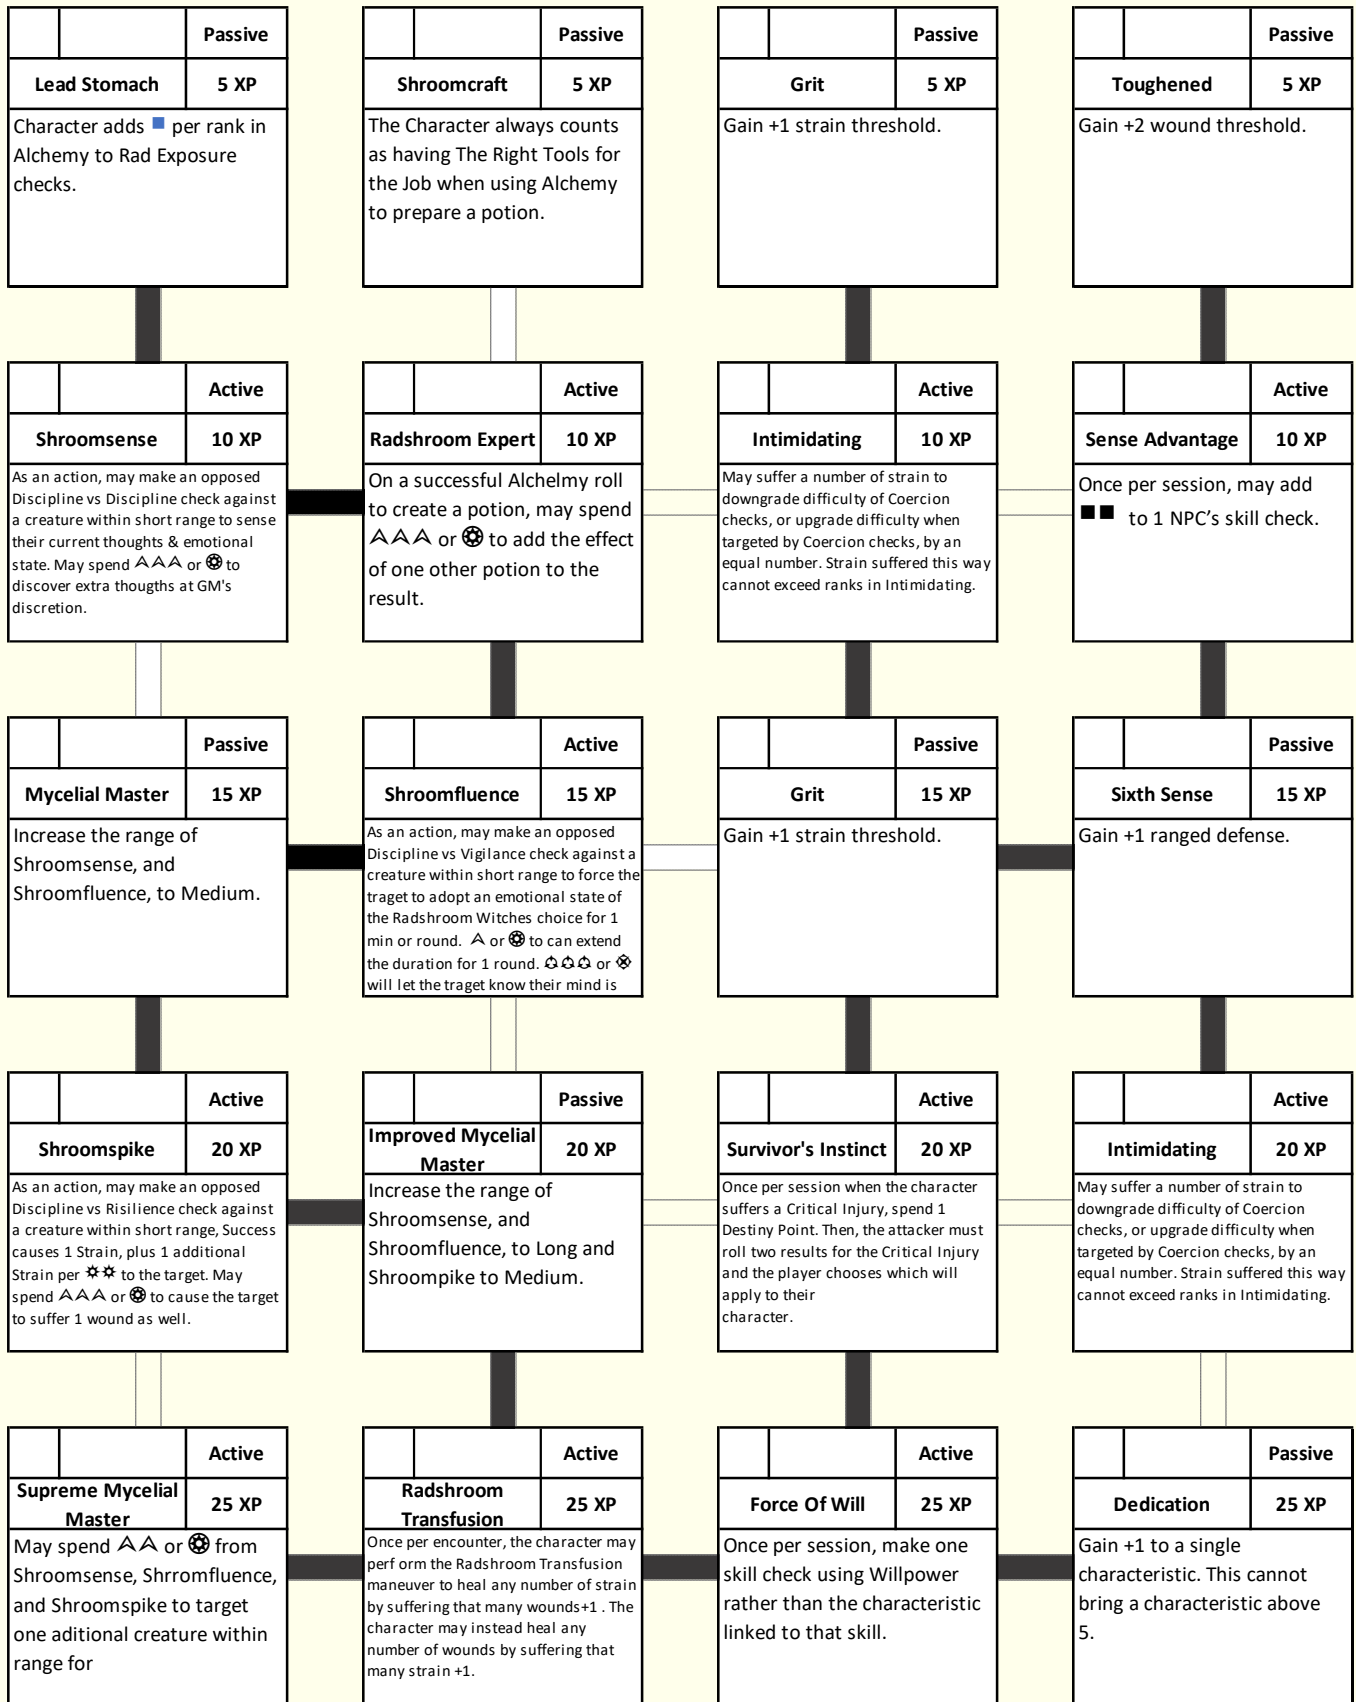 Passive
Lead Stomach 5 XP
Character adds ■ per rank in
Alchemy to Rad Exposure
checks.
Passive
Shroomcraft 5 XP
The Character always counts
as having The Right Tools for
the Job when using Alchemy
to prepare a potion.
Passive
Grit 5 XP
Gain +1 strain threshold.
Passive
Toughened 5 XP
Gain +2 wound threshold.
Active
Shroomsense 10 XP
As an action, may make an opposed
Discipline vs Discipline check against
a creature within short range to sense
their current thoughts & emotional
state. May spend or to
discover extra thougths at GM's
discretion.
Active
Radshroom Expert 10 XP
On a successful Alchelmy roll
to create a potion, may spend
or to add the effect
of one other potion to the
result.
Active
Intimidating 10 XP
May suffer a number of strain to
downgrade difficulty of Coercion
checks, or upgrade difficulty when
targeted by Coercion checks, by an
equal number. Strain suffered this way
cannot exceed ranks in Intimidating.
Active
Sense Advantage 10 XP
Once per session, may add
■■ to 1 NPC’s skill check.
Passive
Mycelial Master 15 XP
Increase the range of
Shroomsense, and
Shroomfluence, to Medium.
Active
Shroomfluence 15 XP
As an action, may make an opposed
Discipline vs Vigilance check against a
creature within short range to force the
traget to adopt an emotional state of
the Radshroom Witches choice for 1
min or round. or to can extend
the duration for 1 round. or
will let the traget know their mind is
Passive
Grit 15 XP
Gain +1 strain threshold.
Passive
Sixth Sense 15 XP
Gain +1 ranged defense.
Active
Shroomspike 20 XP
As an action, may make an opposed
Discipline vs Risilience check against
a creature within short range, Success
causes 1 Strain, plus 1 additional
Strain per to the target. May
spend or to cause the target
to suffer 1 wound as well.
Passive
Improved Mycelial
Master 20 XP
Increase the range of
Shroomsense, and
Shroomfluence, to Long and
Shroompike to Medium.
Active
Survivor's Instinct 20 XP
Once per session when the character
suffers a Critical Injury, spend 1
Destiny Point. Then, the attacker must
roll two results for the Critical Injury
and the player chooses which will
apply to their
character.
Active
Intimidating 20 XP
May suffer a number of strain to
downgrade difficulty of Coercion
checks, or upgrade difficulty when
targeted by Coercion checks, by an
equal number. Strain suffered this way
cannot exceed ranks in Intimidating.
Active
Supreme Mycelial
Master 25 XP
May spend or from
Shroomsense, Shrromfluence,
and Shroomspike to target
one aditional creature within
range for
Active
Radshroom
Transfusion 25 XP
Once per encounter, the character may
perf orm the Radshroom Transfusion
maneuver to heal any number of strain
by suffering that many wounds+1 . The
character may instead heal any
number of wounds by suffering that
many strain +1.
Active
Force Of Will 25 XP
Once per session, make one
skill check using Willpower
rather than the characteristic
linked to that skill.
Passive
Dedication 25 XP
Gain +1 to a single
characteristic. This cannot
bring a characteristic above
5.